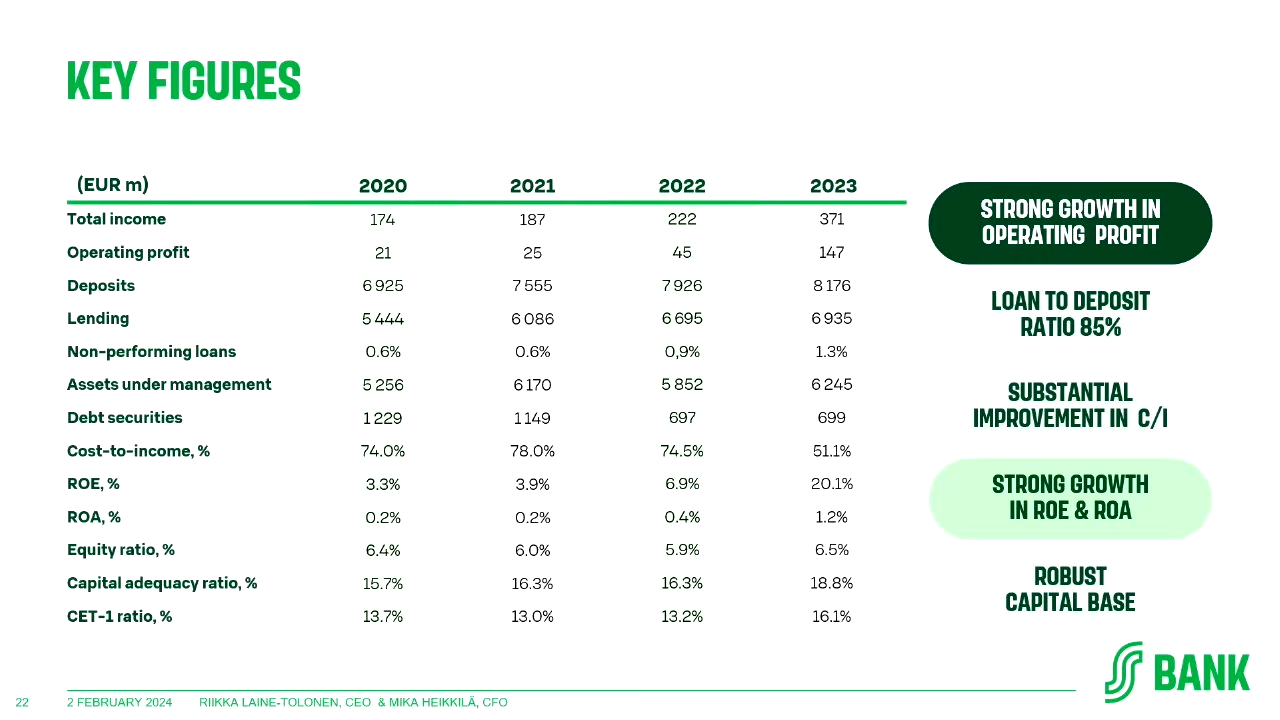 KEY FIGURES
(EUR m) 2020 2021 2022 2023
Total income 174 187 222 371
Operating profit 21 25 45 147
Deposits 6 925 7 555 7 926 8 176
Lending 5 444 6 086 6 695 6 935
Non-performing loans 0.6% 0.6% 0,9% 1.3%
Assets under management 5 256 6 170 5 852 6 245
Debt securities 1 229 1 149 697 699
Cost-to-income, % 74.0% 78.0% 74.5% 51.1%
ROE, % 3.3% 3.9% 6.9% 20.1%
ROA, % 0.2% 0.2% 0.4% 1.2%
Equity ratio, % 6.4% 6.0% 5.9% 6.5%
Capital adequacy ratio, % 15.7% 16.3% 16.3% 18.8%
CET-1 ratio, % 13.7% 13.0% 13.2% 16.1%
STRONG GROWTH IN
OPERATING PROFIT
LOAN TO DEPOSIT
RATIO 85%
SUBSTANTIAL
IMPROVEMENT IN C/I
STRONG GROWTH
IN ROE & ROA
ROBUST
CAPITAL BASE
S BANK
22 2 FEBRUARY 2024 RIIKKA LAINE-TOLONEN, CEO & MIKA HEIKKILÄ, CFO